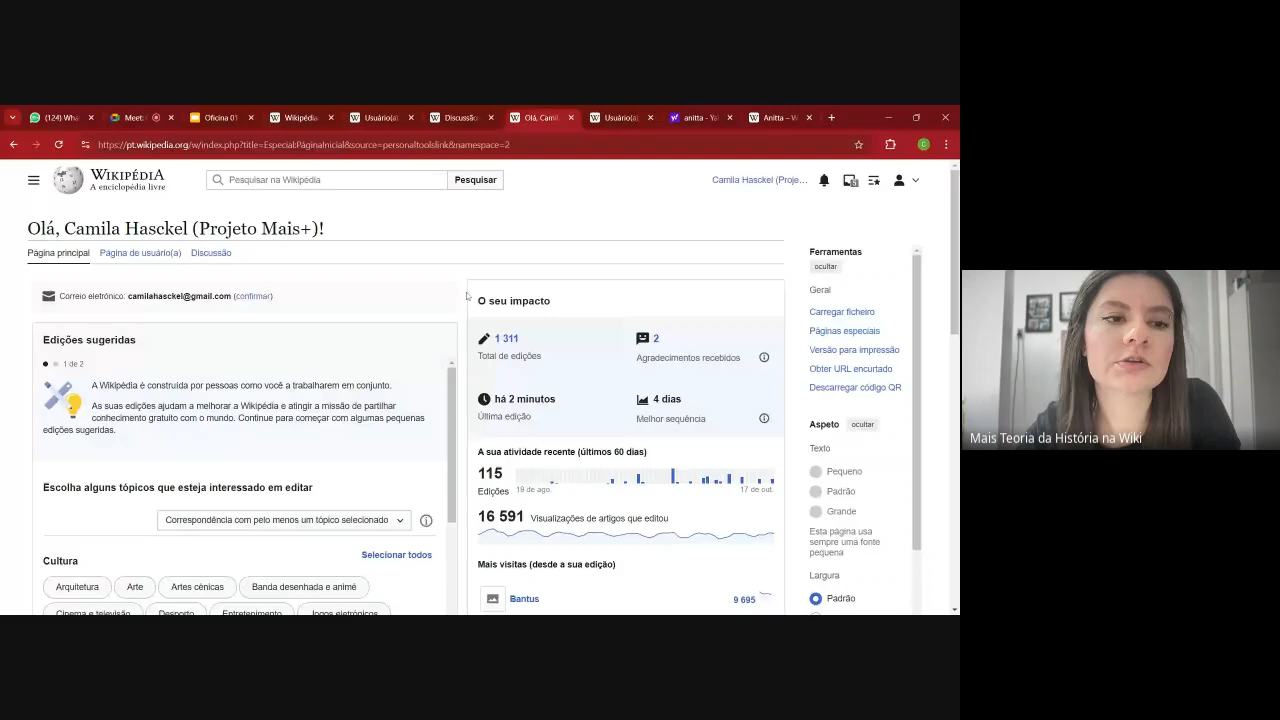 (124) Wha
Meet:
Oficina 01
Wikipédia
Usuário(a)
Discussão
Olá, Camil
Usuário(a)
anitta - Ya
Anitta – W
https://pt.wikipedia.org/w/index.php?title=Especial:PáginaInicial&source=personaltoolslink&namespace=2
WIKIPÉDIA
A enciclopédia livre
Pesquisar na Wikipédia
Pesquisar
Camila Hasckel (Proje...
Olá, Camila Hasckel (Projeto Mais+)!
Página principal
Página de usuário(a)
Discussão
Correio eletrónico: camilahasckel@gmail.com (confirmar)
Edições sugeridas
1 de 2
A Wikipédia é construída por pessoas como você a trabalharem em conjunto.
As suas edições ajudam a melhorar a Wikipédia e atingir a missão de partilhar
conhecimento gratuito com o mundo. Continue para começar com algumas pequenas
edições sugeridas.
Escolha alguns tópicos que esteja interessado em editar
Correspondência com pelo menos um tópico selecionado
Selecionar todos
Cultura
Arquitetura
Arte
Artes cênicas
Banda desenhada e animé
Cinema e televisão
Desporto
Entretenimento
Jogos eletrónicos
O seu impacto
1 311
Total de edições
2
Agradecimentos recebidos
há 2 minutos
Última edição
4 dias
Melhor sequência
A sua atividade recente (últimos 60 dias)
115
Edições
19 de ago.
17 de out.
16 591 Visualizações de artigos que editou
Mais visitas (desde a sua edição)
Bantus
9 695
Ferramentas
ocultar
Geral
Carregar ficheiro
Páginas especiais
Versão para impressão
Obter URL encurtado
Descarregar código QR
Aspeto
ocultar
Texto
Pequeno
Padrão
Grande
Esta página usa
sempre uma fonte
pequena
Largura
Padrão
Mais Teoria da História na Wiki